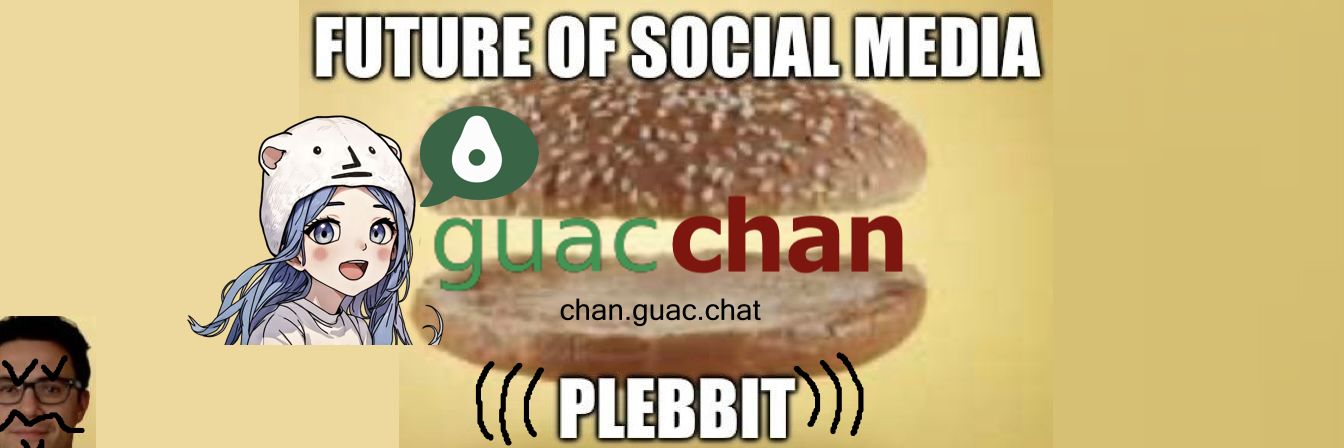 FUTURE OF SOCIAL MEDIA
guacchan
chan.guac.chat
(((PLEBBIT)))